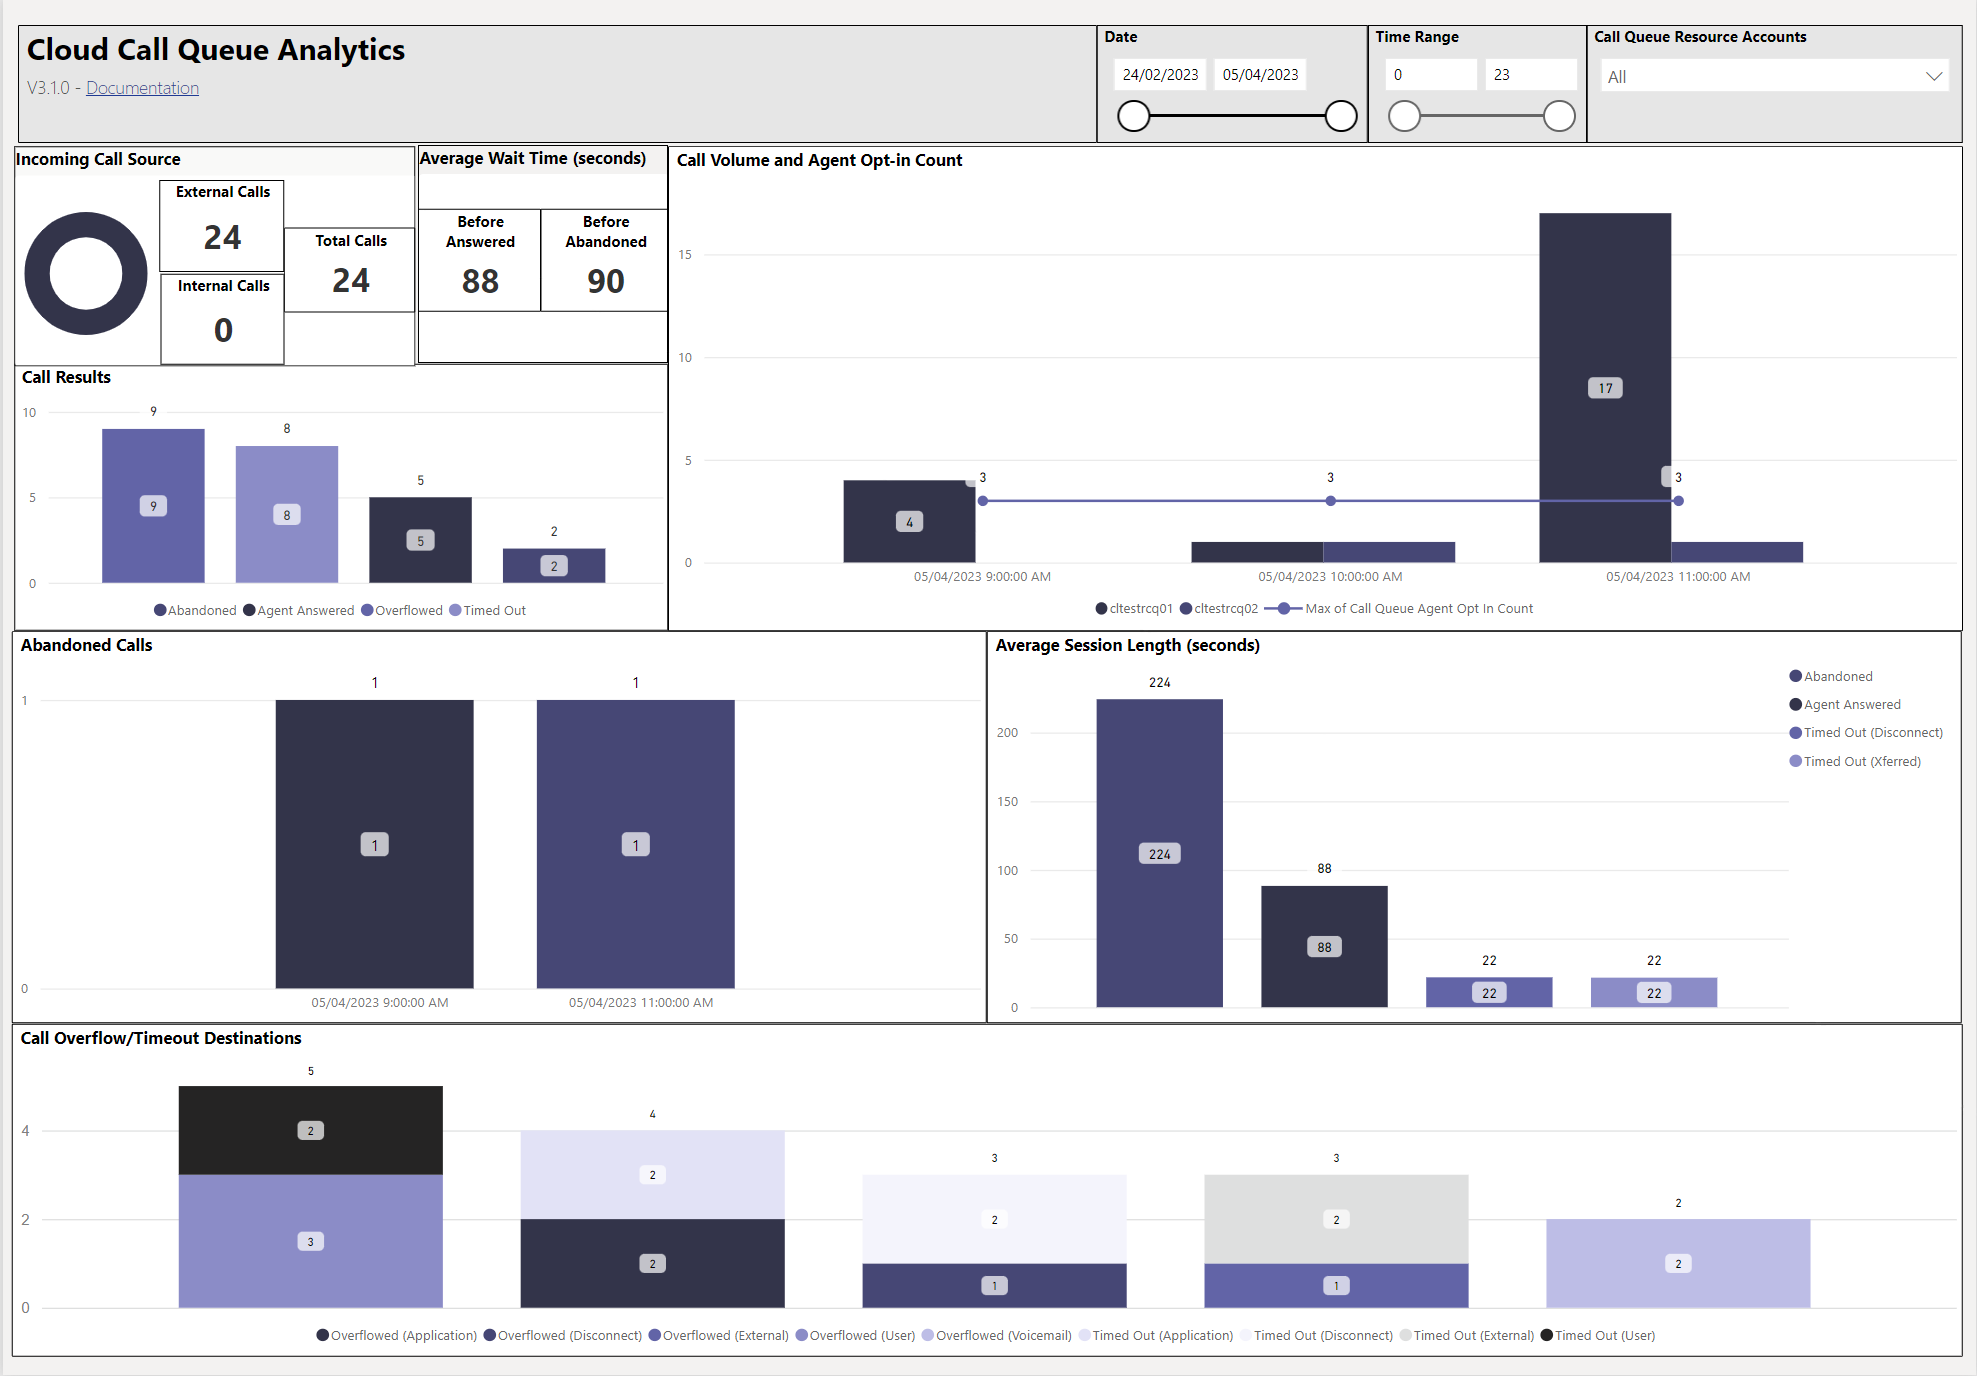 Cloud Call Queue Analytics
V3.1.0 - Documentation
Date
24/02/2023 05/04/2023
Time Range
0 23
Call Queue Resource Accounts
All
Incoming Call Source
External Calls
24
Internal Calls
0
Total Calls
24
Average Wait Time (seconds)
Before
Answered
88
Before
Abandoned
90
Call Volume and Agent Opt-in Count
15
10
5
0
4
17
3
3
3
05/04/2023 9:00:00 AM
05/04/2023 10:00:00 AM
05/04/2023 11:00:00 AM
cltestrcq01 cltestrcq02 Max of Call Queue Agent Opt In Count
Call Results
10
5
0
9
9
8
8
5
5
2
2
Abandoned Agent Answered Overflowed Timed Out
Abandoned Calls
1
0
1
1
1
1
05/04/2023 9:00:00 AM
05/04/2023 11:00:00 AM
Average Session Length (seconds)
200
150
100
50
0
224
224
88
88
22
22
22
22
Abandoned
Agent Answered
Timed Out (Disconnect)
Timed Out (Xferred)
Call Overflow/Timeout Destinations
4
2
0
5
2
3
4
2
2
3
2
1
3
2
1
2
2
Overflowed (Application) Overflowed (Disconnect) Overflowed (External) Overflowed (User) Overflowed (Voicemail) Timed Out (Application) Timed Out (Disconnect) Timed Out (External) Timed Out (User)